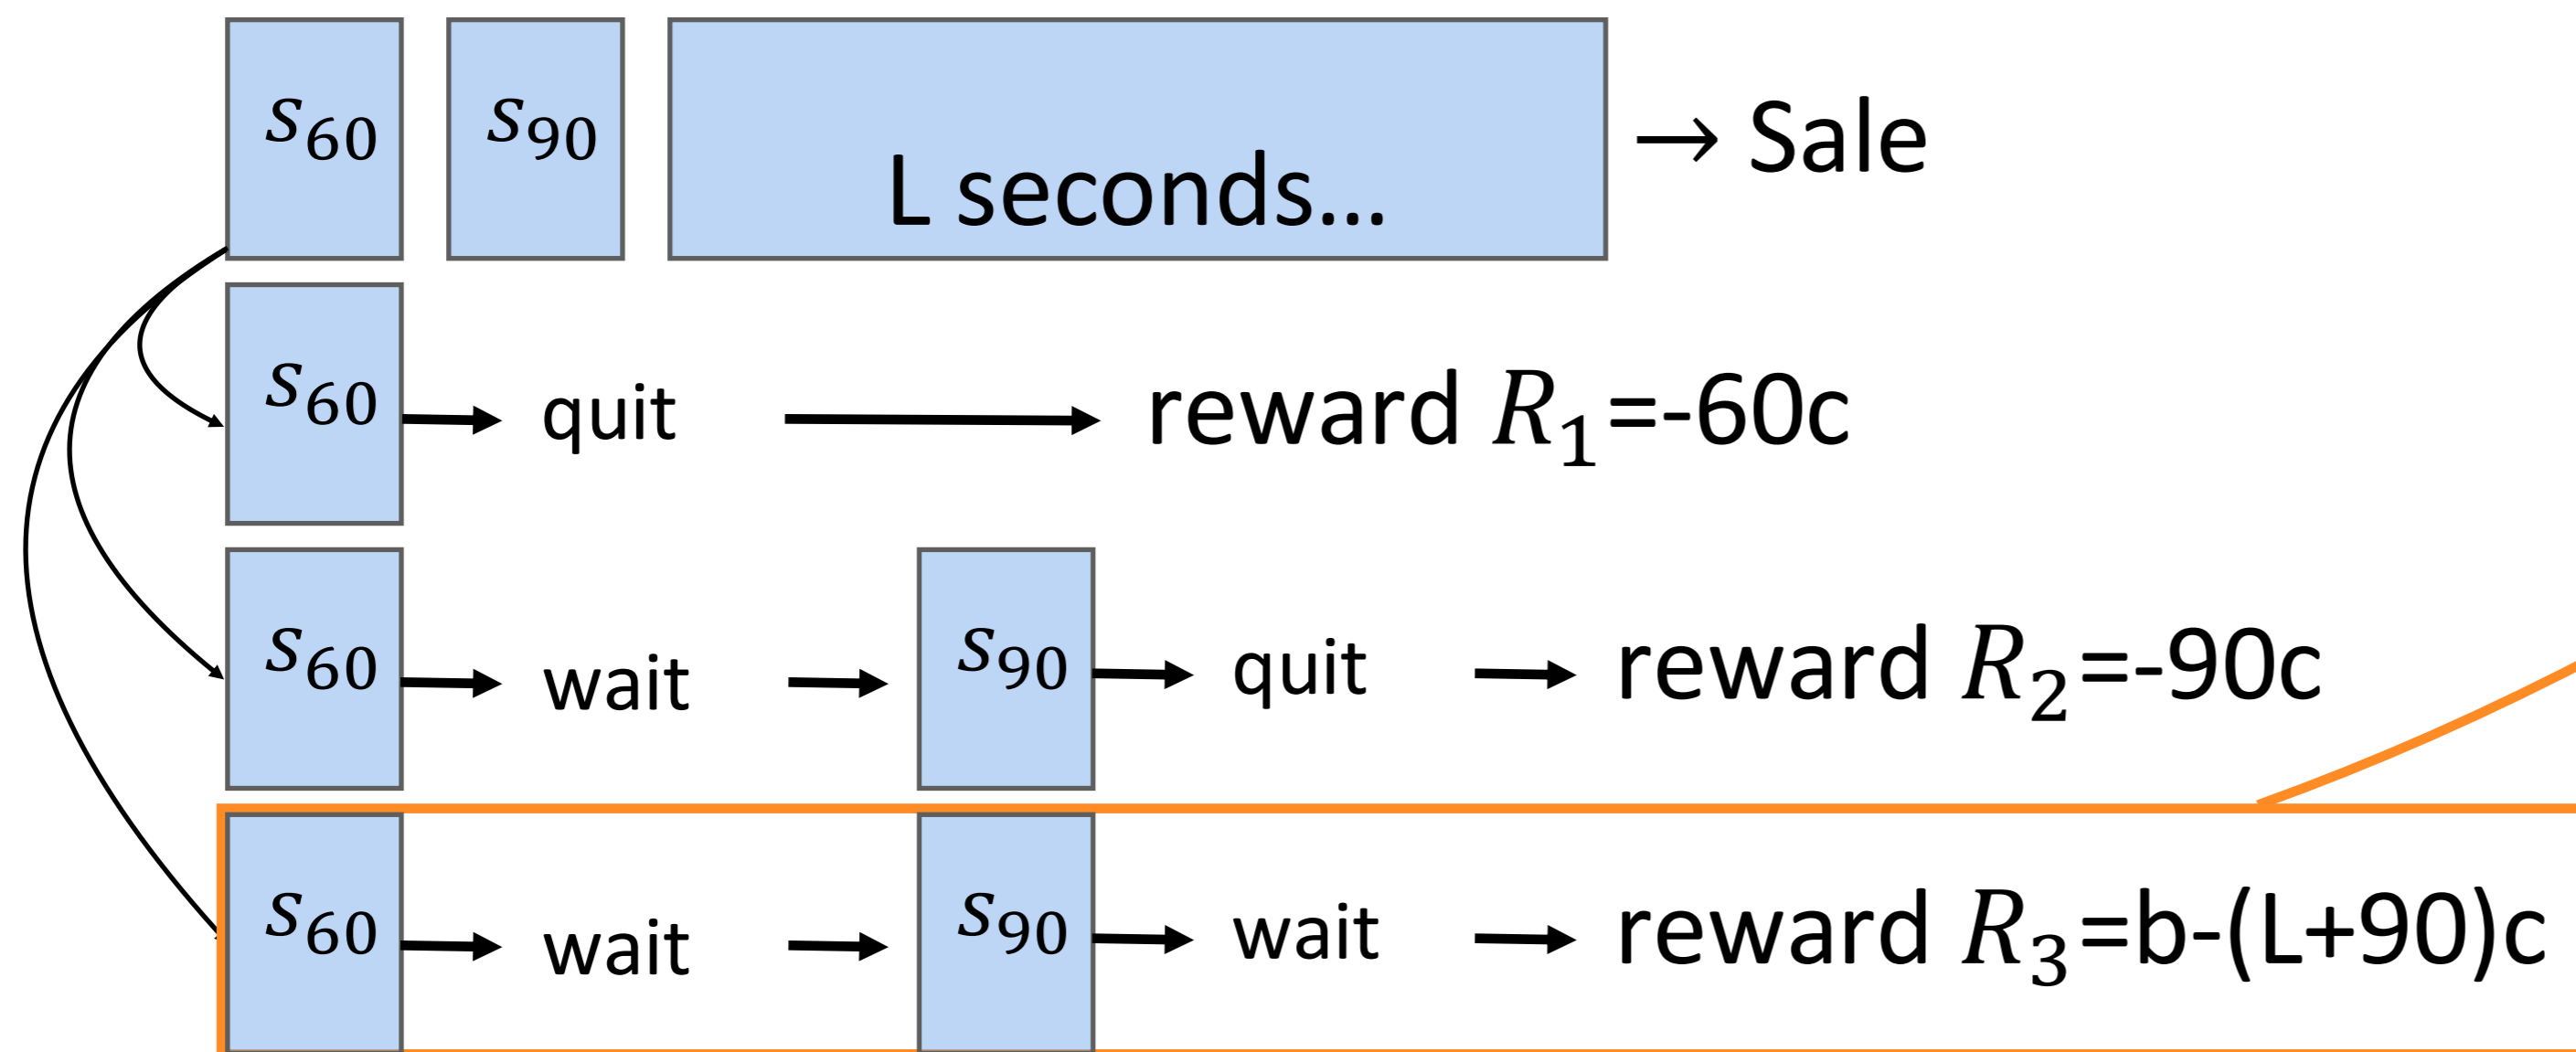 s₆₀ s₉₀ L seconds... → Sale
s₆₀ quit reward R₁=-60c
s₆₀ wait s₉₀ quit reward R₂=-90c
s₆₀ wait s₉₀ wait reward R₃=b-(L+90)c